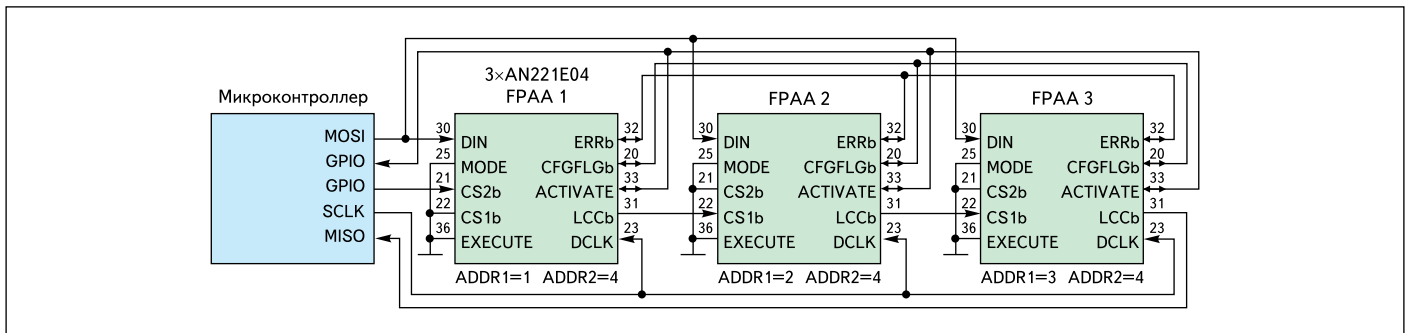 3×AN221E04
Микроконтроллер
FPAA 1
FPAA 2
FPAA 3
MOSI
GPIO
GPIO
SCLK
MISO
30
25
21
22
36
DIN
MODE
CS2b
CS1b
EXECUTE
ERRb
CFGFLGb
ACTIVATE
LCCb
DCLK
32
20
33
31
23
ADDR1=1 ADDR2=4
30
25
21
22
36
DIN
MODE
CS2b
CS1b
EXECUTE
ERRb
CFGFLGb
ACTIVATE
LCCb
DCLK
32
20
33
31
23
ADDR1=2 ADDR2=4
30
25
21
22
36
DIN
MODE
CS2b
CS1b
EXECUTE
ERRb
CFGFLGb
ACTIVATE
LCCb
DCLK
32
20
33
31
23
ADDR1=3 ADDR2=4